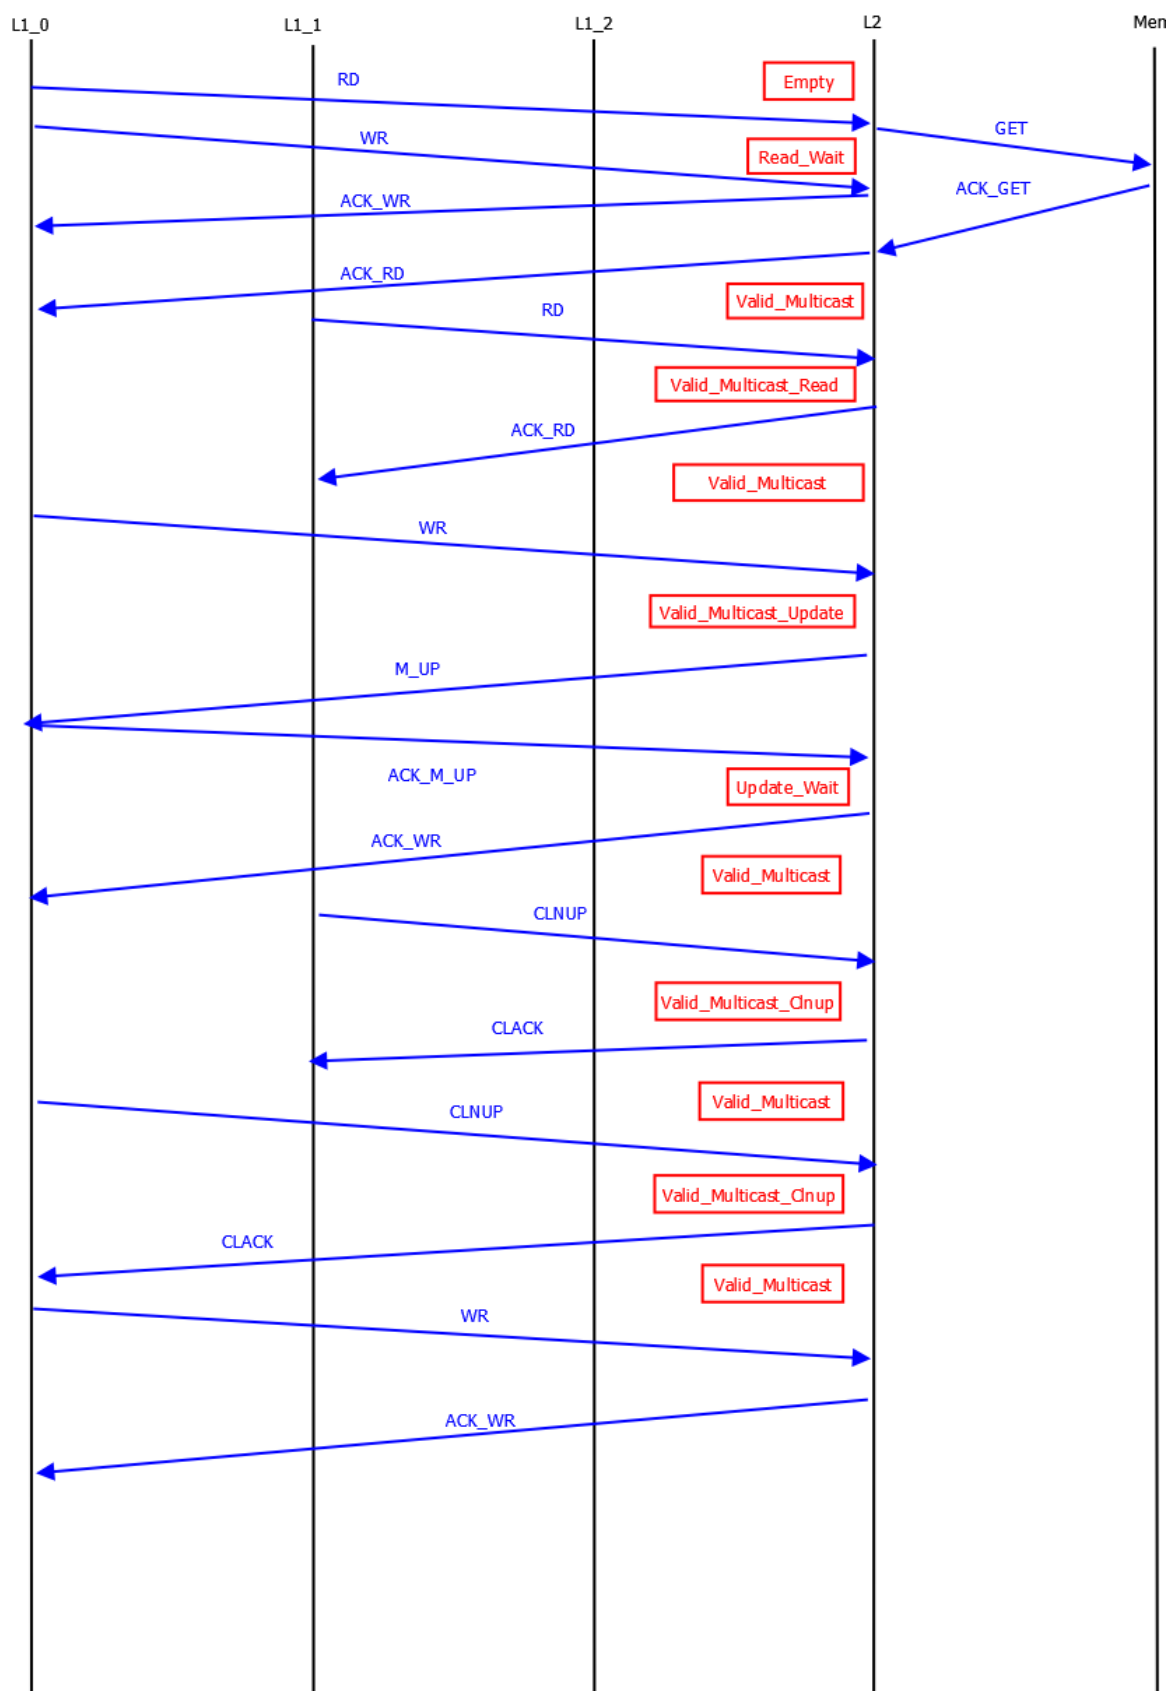 L1_0
L1_1
L1_2
L2
Mem
RD
Empty
GET
WR
Read_Wait
ACK_GET
ACK_WR
ACK_RD
Valid_Multicast
RD
Valid_Multicast_Read
ACK_RD
Valid_Multicast
WR
Valid_Multicast_Update
M_UP
ACK_M_UP
Update_Wait
ACK_WR
Valid_Multicast
CLNUP
Valid_Multicast_Clnup
CLACK
Valid_Multicast
CLNUP
Valid_Multicast_Clnup
CLACK
Valid_Multicast
WR
ACK_WR